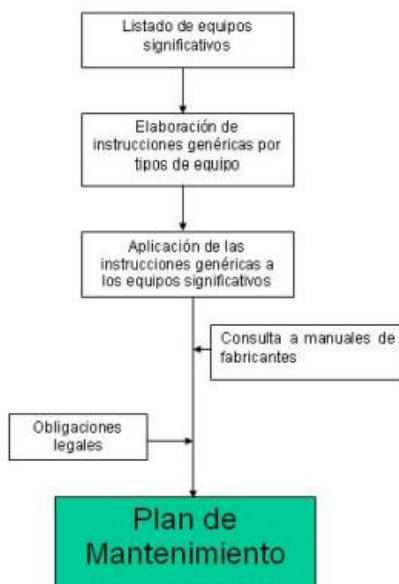 Listado de equipos
significativos
Elaboración de
instrucciones genéricas por
tipos de equipo
Aplicación de las
instrucciones genéricas a
los equipos significativos
Consulta a manuales de
fabricantes
Obligaciones
legales
Plan de
Mantenimiento